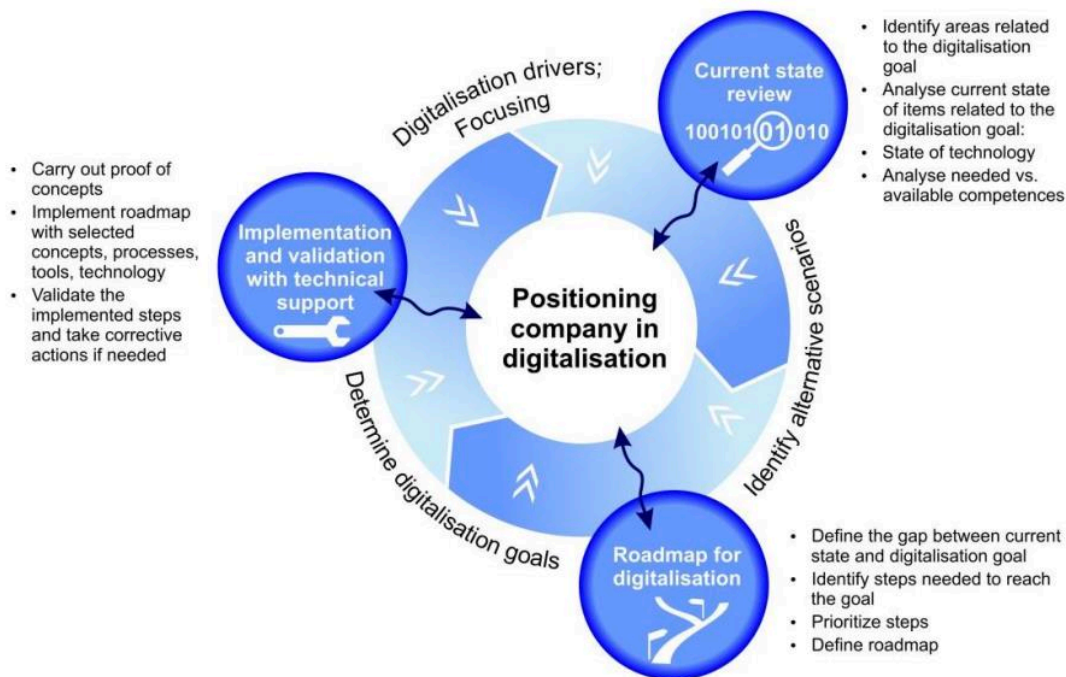 Digitalisation drivers;
Focusing
Current state
review
100101 01 010
• Identify areas related
to the digitalisation
goal
• Analyse current state
of items related to the
digitalisation goal:
• State of technology
• Analyse needed vs.
available competences
• Carry out proof of
concepts
• Implement roadmap
with selected
concepts, processes,
tools, technology
• Validate the
implemented steps
and take corrective
actions if needed
Implementation
and validation
with technical
support
Positioning
company in
digitalisation
Identify alternative scenarios
Determine digitalisation goals
Roadmap for
digitalisation
• Define the gap between current
state and digitalisation goal
• Identify steps needed to reach
the goal
• Prioritize steps
• Define roadmap